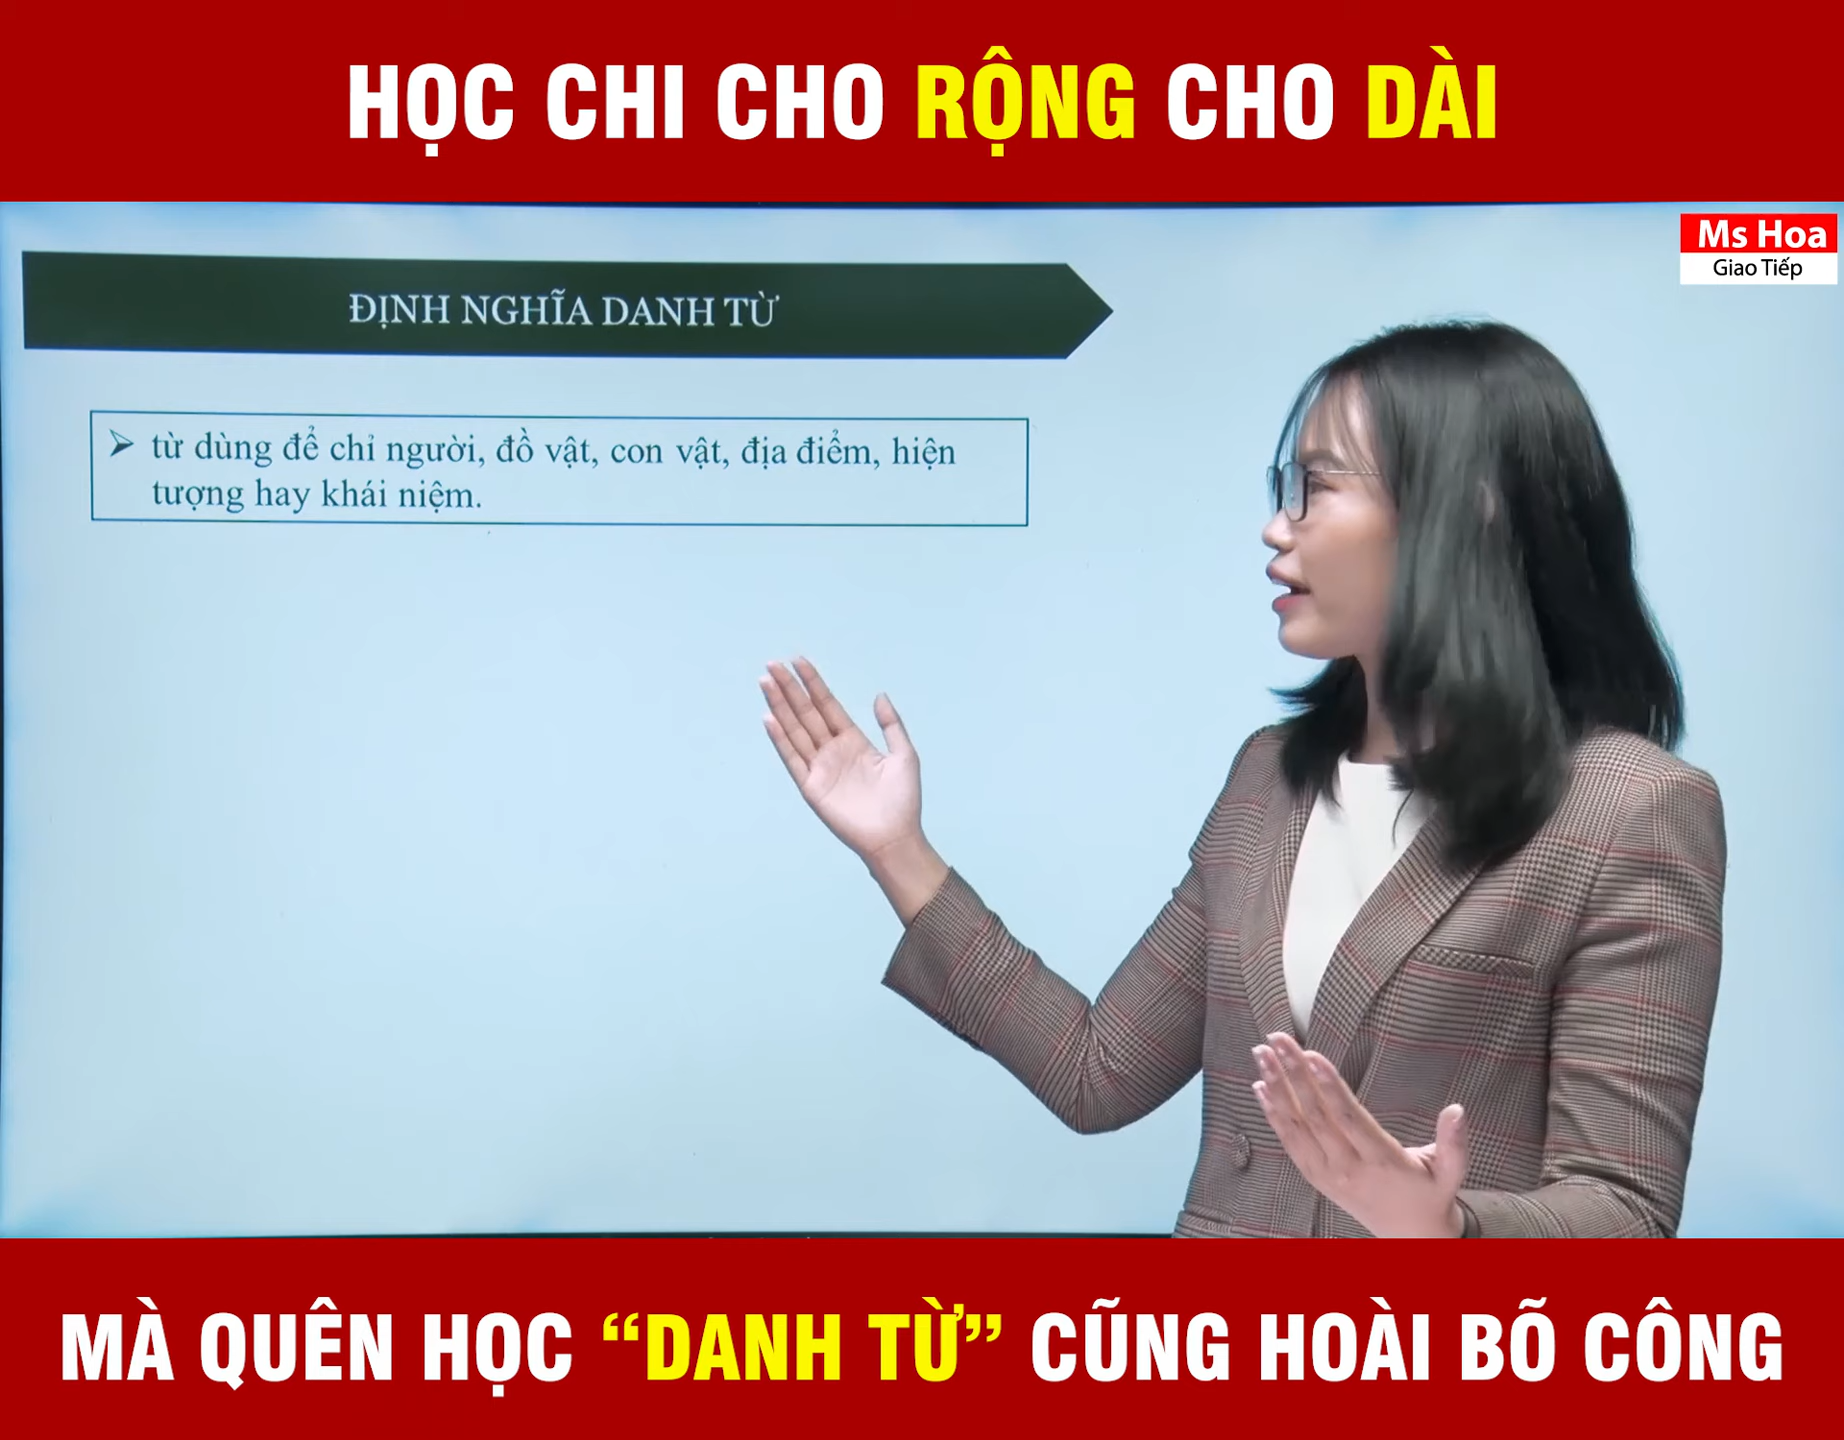 HỌC CHI CHO RỘNG CHO DÀI
Ms Hoa
Giao Tiếp
ĐỊNH NGHĨA DANH TỪ
➢ từ dùng để chỉ người, đồ vật, con vật, địa điểm, hiện
tượng hay khái niệm.
MÀ QUÊN HỌC “DANH TỪ” CŨNG HOÀI BÕ CÔNG